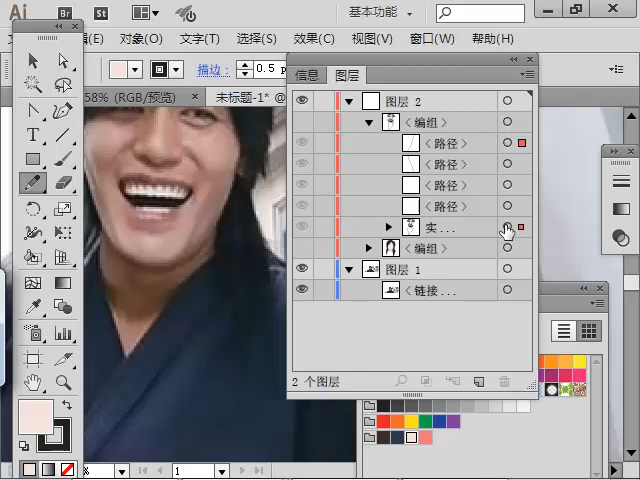 Ai Br St 基本功能
(E) 对象(O) 文字(T) 选择(S) 效果(C) 视图(V) 窗口(W) 帮助(H)
描边: 0.5 p
58% (RGB/预览) × 未标题-1* @
信息 图层
图层 2
〈编组〉
〈路径〉
〈路径〉
〈路径〉
〈路径〉
实...
〈编组〉
图层 1
〈链接...
2 个图层
% 1